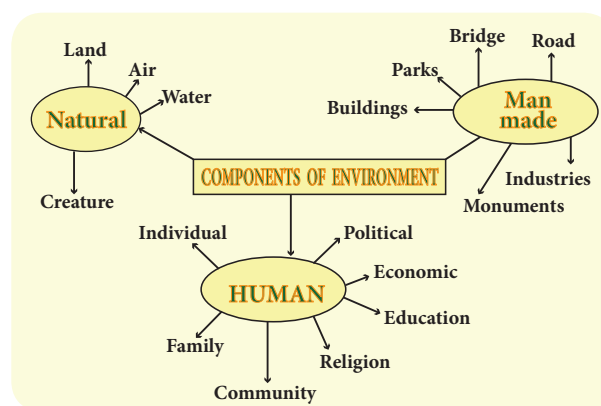 Land
Air
Water
Natural
Creature
Bridge
Road
Parks
Buildings
Man
made
Industries
Monuments
COMPONENTS OF ENVIRONMENT
Individual
Political
Economic
HUMAN
Education
Family
Religion
Community